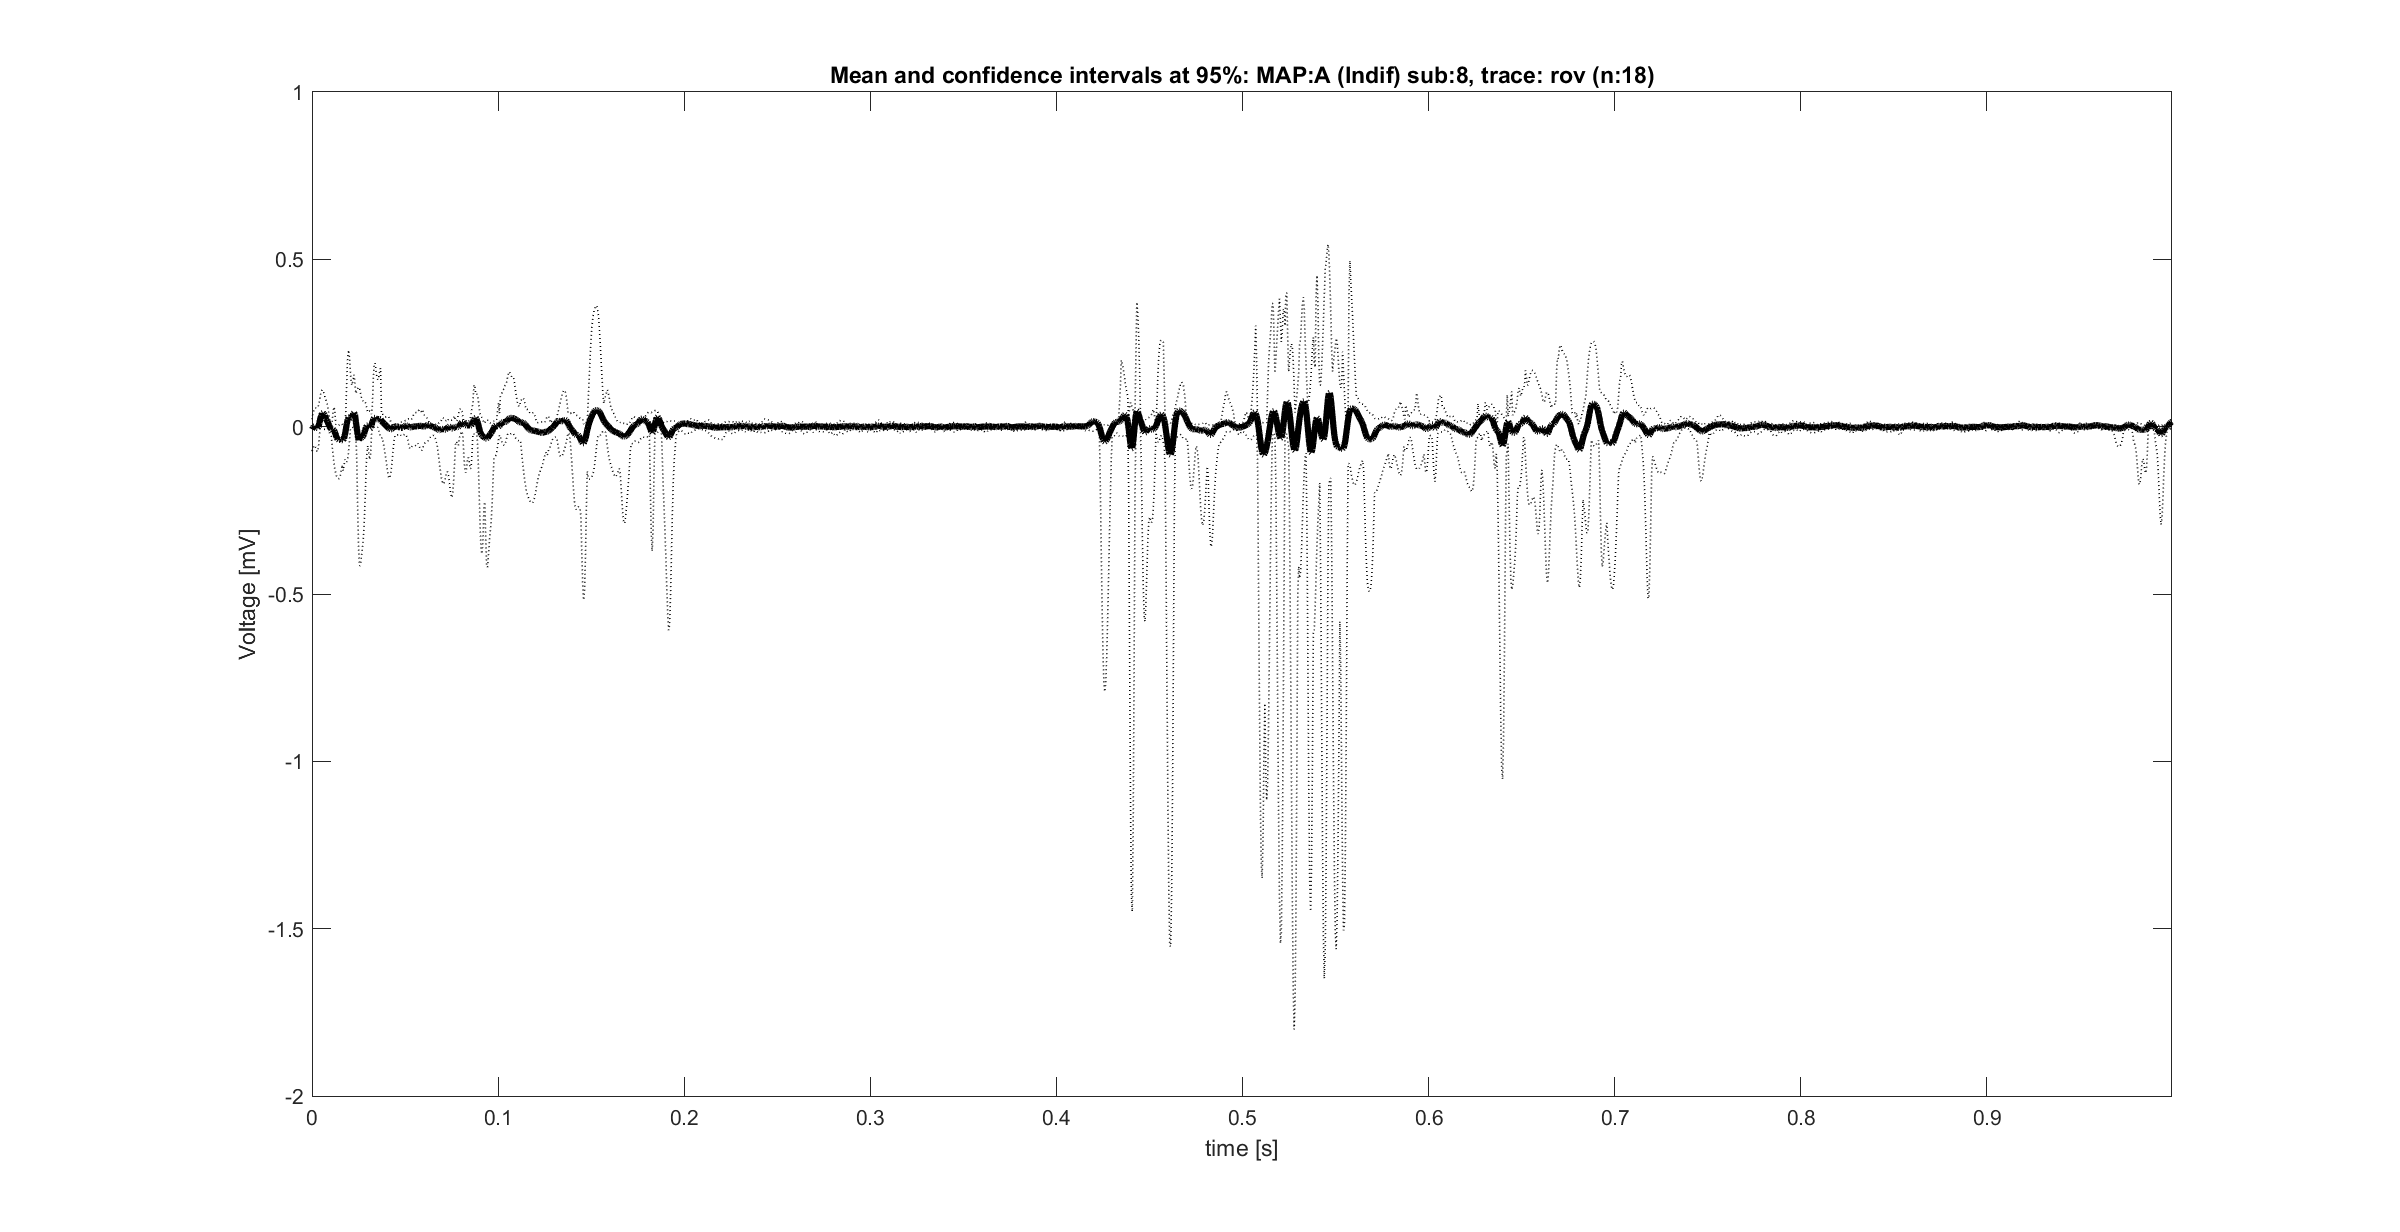 Mean and confidence intervals at 95%: MAP:A (Indif) sub:8, trace: rov (n:18)
1
0.5
0
-0.5
-1
-1.5
-2
Voltage [mV]
0 0.1 0.2 0.3 0.4 0.5 0.6 0.7 0.8 0.9
time [s]